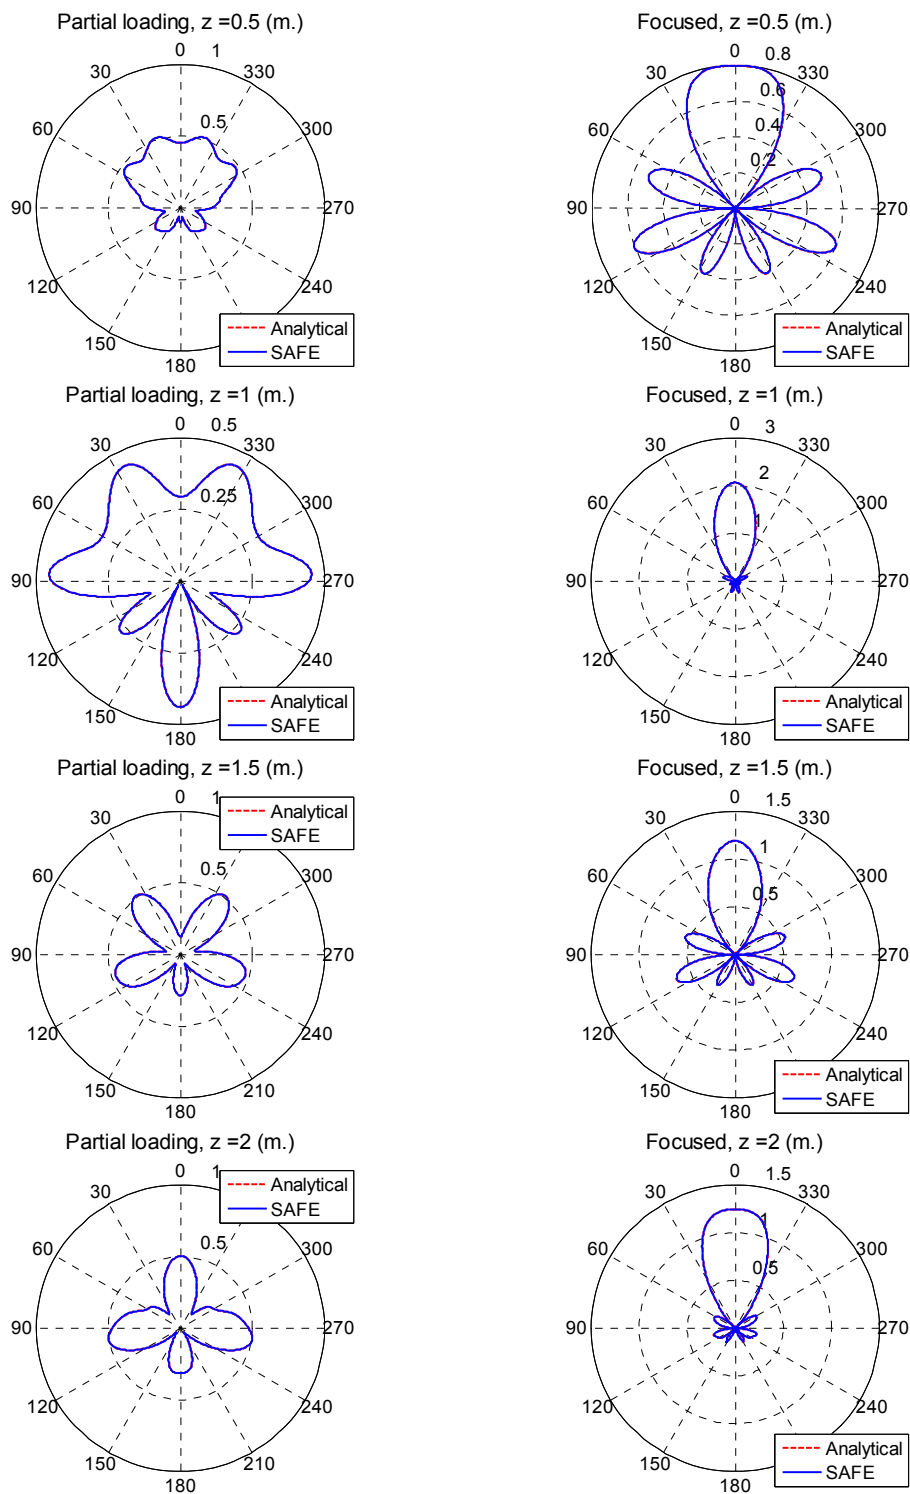 Partial loading, z =0.5 (m.)
0 1
30 330
60 0.5 300
90 270
120 240
150
180
Analytical
SAFE
Focused, z =0.5 (m.)
0 0.8
30 330
0.6
60 0.4 300
0.2
90 270
120 240
150
180
Analytical
SAFE
Partial loading, z =1 (m.)
0 0.5
30 330
60 0.25 300
90 270
120 240
150
180
Analytical
SAFE
Focused, z =1 (m.)
0 3
30 330
60 2 300
1
90 270
120 240
150
180
Analytical
SAFE
Partial loading, z =1.5 (m.)
0 1
30
Analytical
SAFE
60 0.5 300
90 270
120 240
150 210
180
Focused, z =1.5 (m.)
0 1.5
30 330
60 1 300
0.5
90 270
120 240
150
180
Analytical
SAFE
Partial loading, z =2 (m.)
0 1
30
Analytical
SAFE
60 0.5 300
90 270
120 240
150 210
180
Focused, z =2 (m.)
0 1.5
30 330
60 1 300
0.5
90 270
120 240
150
180
Analytical
SAFE